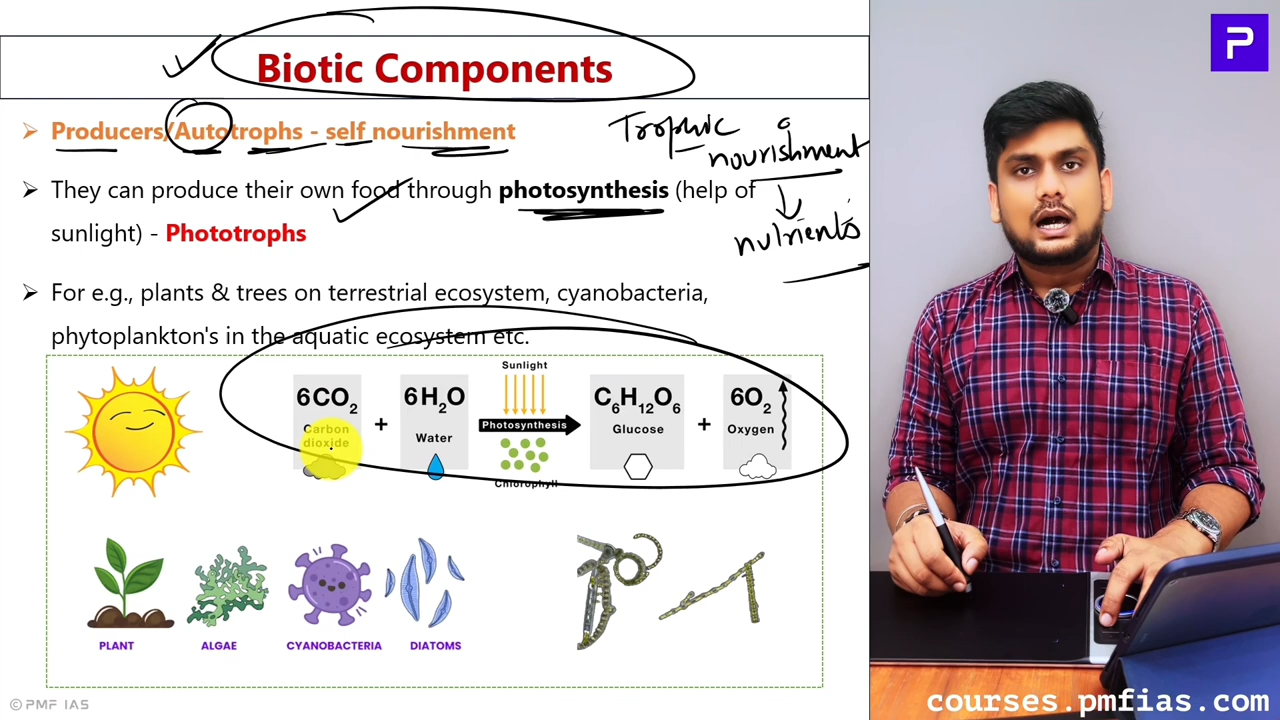 Biotic Components
Producers/Autotrophs - self nourishment
Trophic
nourishment
nutrients
They can produce their own food through photosynthesis (help of
sunlight) - Phototrophs
For e.g., plants & trees on terrestrial ecosystem, cyanobacteria,
phytoplankton's in the aquatic ecosystem etc.
Sunlight
6CO2 + 6H2O Photosynthesis C6H12O6 + 6O2
Carbon
dioxide
Water
Glucose
Oxygen
Chlorophyll
PLANT ALGAE CYANOBACTERIA DIATOMS
© PMF IAS
P
courses.pmfias.com